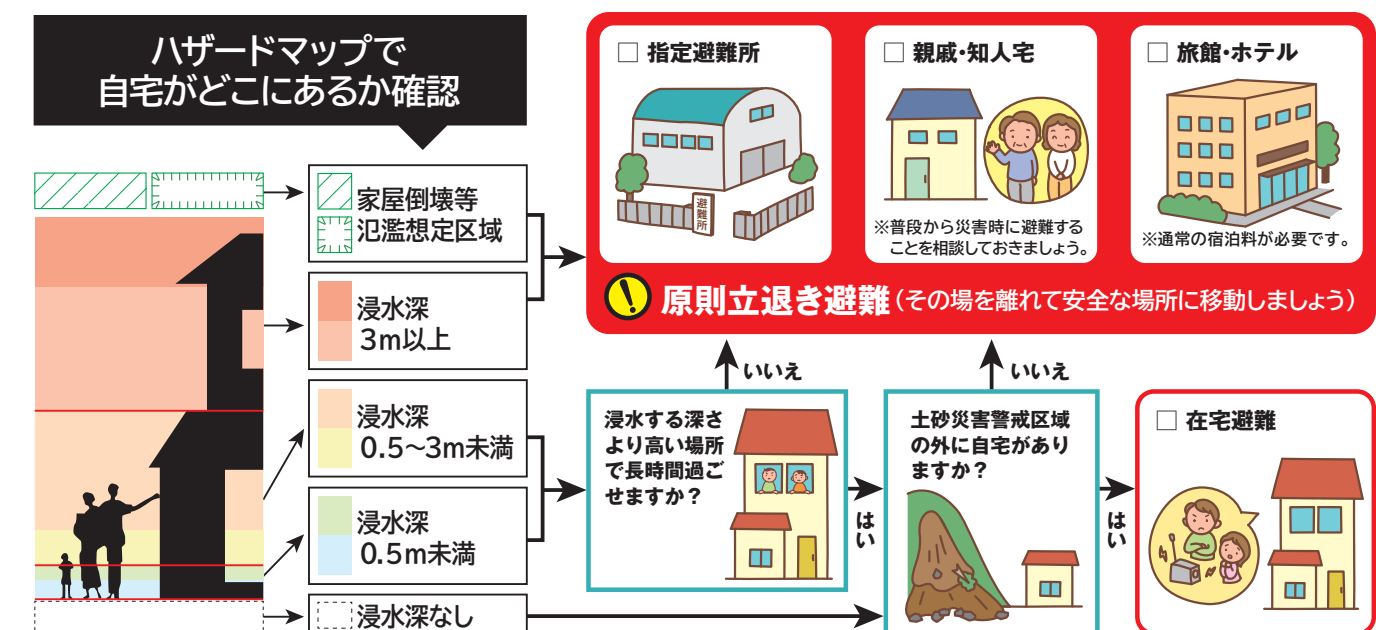 ハザードマップで
自宅がどこにあるか確認
家屋倒壊等
氾濫想定区域
浸水深
3m以上
浸水深
0.5〜3m未満
浸水深
0.5m未満
浸水深なし
□ 指定避難所
避難所
□ 親戚・知人宅
※普段から災害時に避難する
ことを相談しておきましょう。
□ 旅館・ホテル
※通常の宿泊料が必要です。
原則立退き避難(その場を離れて安全な場所に移動しましょう)
いいえ
いいえ
浸水する深さ
より高い場所
で長時間過ご
せますか？
はい
土砂災害警戒区域
の外に自宅があり
ますか？
はい
□ 在宅避難